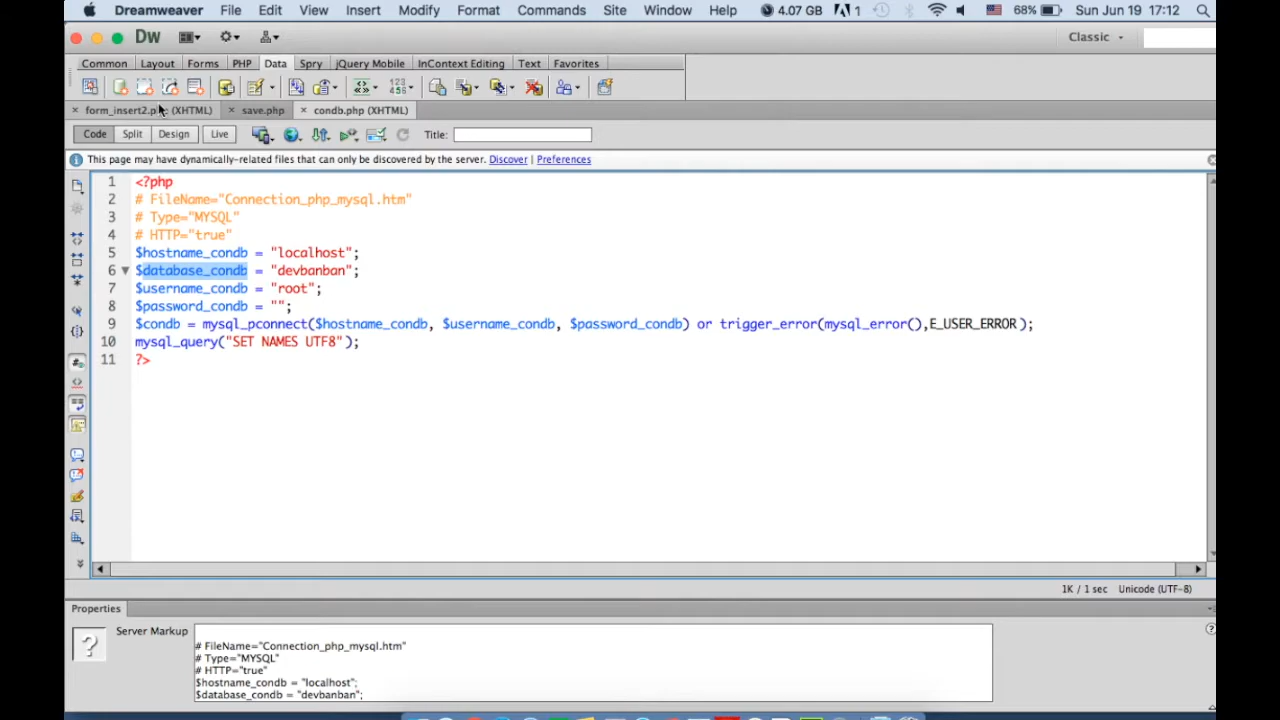 Dreamweaver File Edit View Insert Modify Format Commands Site Window Help 4.07 GB 1 68% Sun Jun 19 17:12
Dw Classic
Common Layout Forms PHP Data Spry jQuery Mobile InContext Editing Text Favorites
form_insert2.p (XHTML) save.php condb.php (XHTML)
Code Split Design Live Title:
This page may have dynamically-related files that can only be discovered by the server. Discover | Preferences
1 <?php
2 # FileName="Connection_php_mysql.htm"
3 # Type="MYSQL"
4 # HTTP="true"
5 $hostname_condb = "localhost";
6 $database_condb = "devbanban";
7 $username_condb = "root";
8 $password_condb = "";
9 $condb = mysql_pconnect($hostname_condb, $username_condb, $password_condb) or trigger_error(mysql_error(),E_USER_ERROR);
10 mysql_query("SET NAMES UTF8");
11 ?>
1K / 1 sec Unicode (UTF-8)
Properties
Server Markup
# FileName="Connection_php_mysql.htm"
# Type="MYSQL"
# HTTP="true"
$hostname_condb = "localhost";
$database_condb = "devbanban";